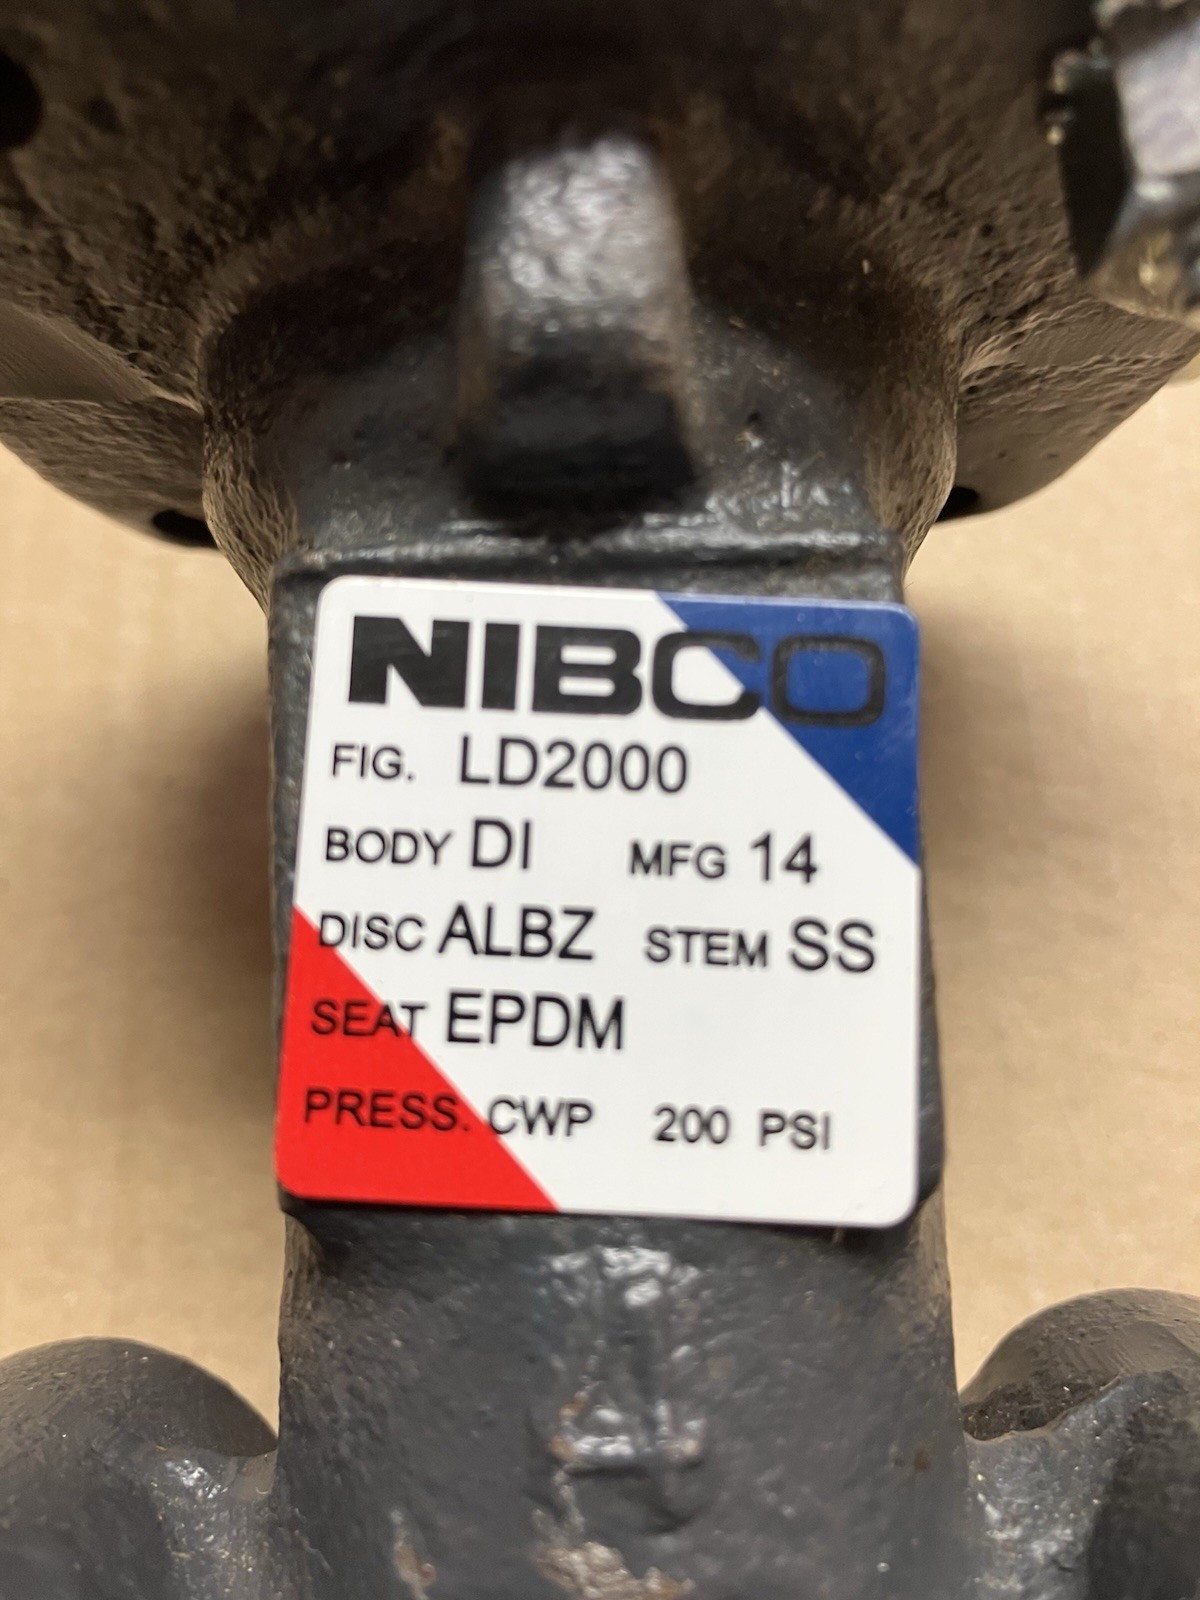 NIBCO
FIG. LD2000
BODY DI MFG 14
DISC ALBZ STEM SS
SEAT EPDM
PRESS. CWP 200 PSI